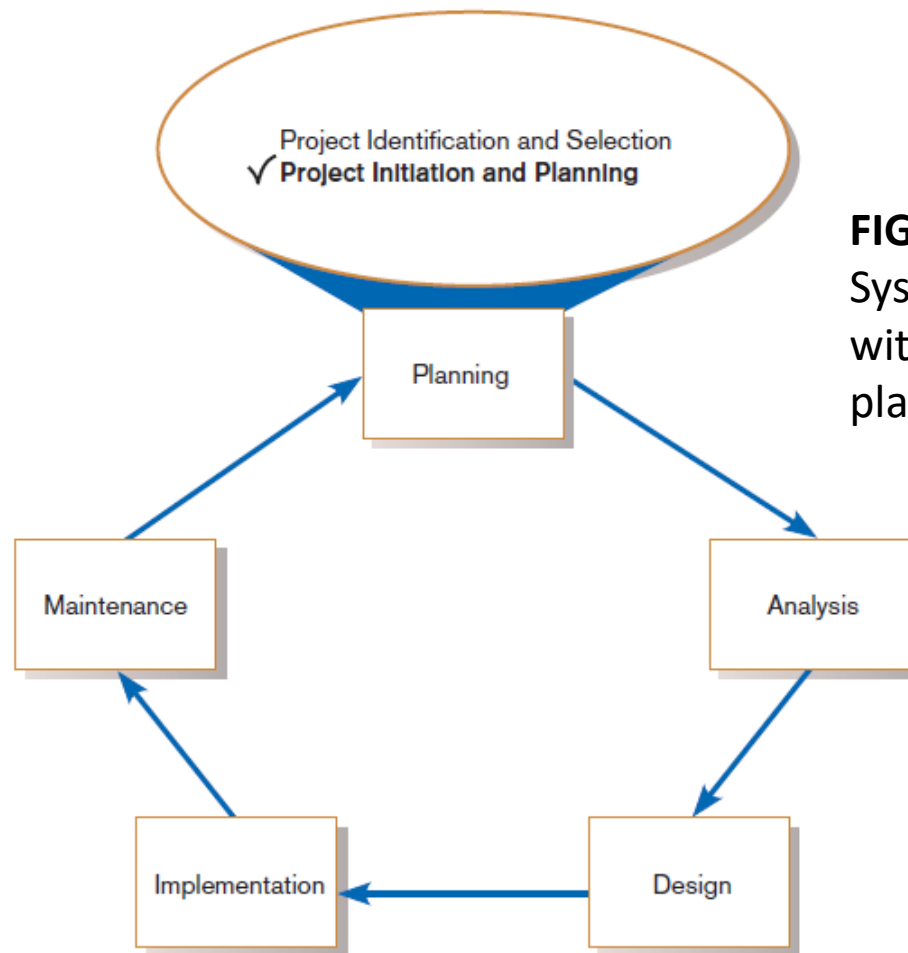 Project Identification and Selection
✓ Project Initiation and Planning
FIG
Sys
wit
pla
Planning
Maintenance
Analysis
Implementation
Design